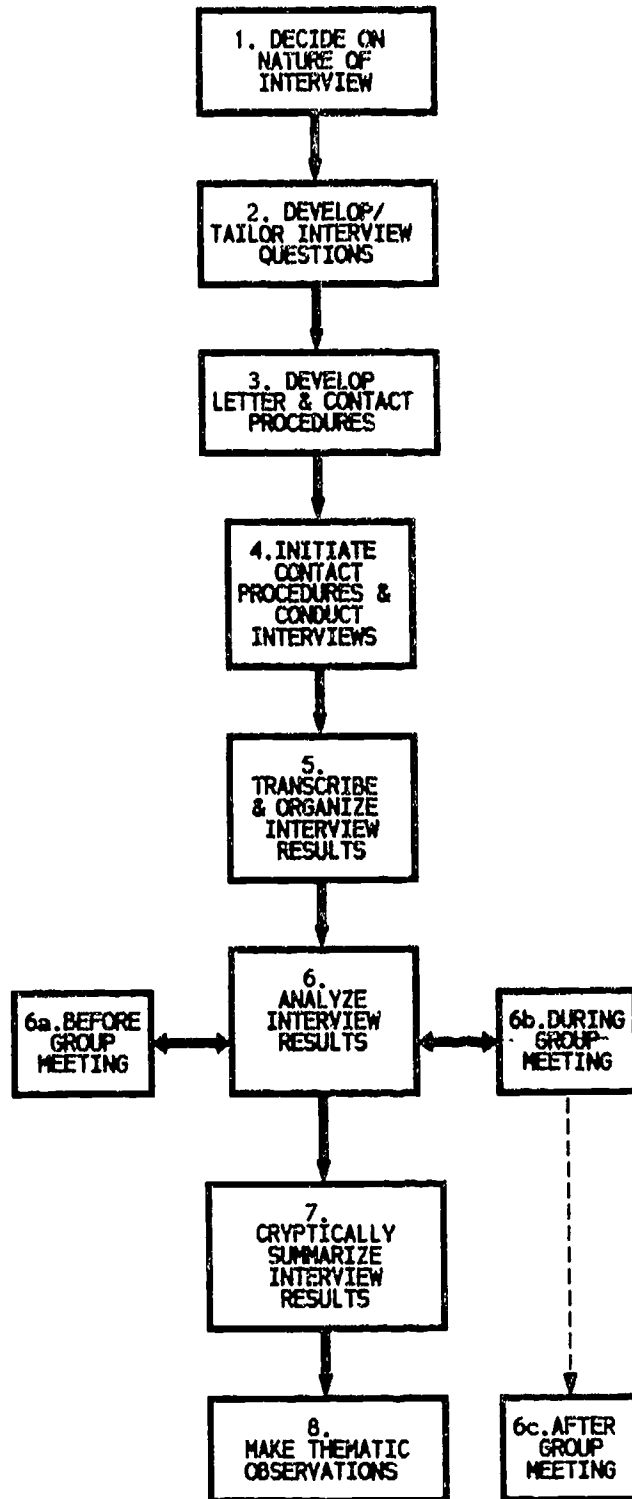 1. DECIDE ON
NATURE OF
INTERVIEW
2. DEVELOP/
TAILOR INTERVIEW
QUESTIONS
3. DEVELOP
LETTER & CONTACT
PROCEDURES
4.INITIATE
CONTACT
PROCEDURES &
CONDUCT
INTERVIEWS
5.
TRANSCRIBE
& ORGANIZE
INTERVIEW
RESULTS
6.
ANALYZE
INTERVIEW
RESULTS
6a.BEFORE
GROUP
MEETING
6b.DURING
GROUP
MEETING
7.
CRYPTICALLY
SUMMARIZE
INTERVIEW
RESULTS
8.
MAKE THEMATIC
OBSERVATIONS
6c.AFTER
GROUP
MEETING